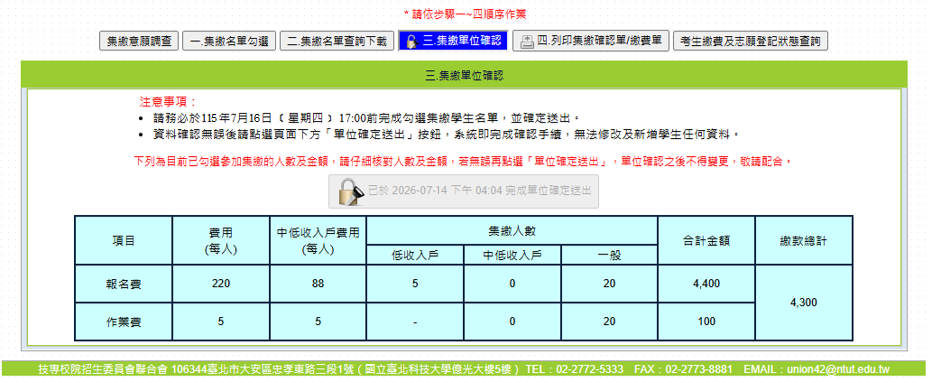 * 請依步驟一~四順序作業
集繳意願調查 一.集繳名單勾選 二.集繳名單查詢下載 三.集繳單位確認 四.列印集繳確認單/繳費單 考生繳費及志願登記狀態查詢
三.集繳單位確認
注意事項：
• 請務必於115年7月16日﹝星期四﹞17:00前完成勾選集繳學生名單，並確定送出。
• 資料確認無誤後請點選頁面下方「單位確定送出」按鈕，系統即完成確認手續，無法修改及新增學生任何資料。
下列為目前已勾選參加集繳的人數及金額，請仔細核對人數及金額，若無誤再點選「單位確定送出」，單位確認之後不得變更，敬請配合。
已於 2026-07-14 下午 04:04 完成單位確定送出
項目 費用 (每人) 中低收入戶費用 (每人) 集繳人數 合計金額 繳款總計
低收入戶 中低收入戶 一般
報名費 220 88 5 0 20 4,400 4,300
作業費 5 5 - 0 20 100
技專校院招生委員會聯合會 106344臺北市大安區忠孝東路三段1號（國立臺北科技大學億光大樓5樓） TEL：02-2772-5333 FAX：02-2773-8881 EMAIL：union42@ntut.edu.tw